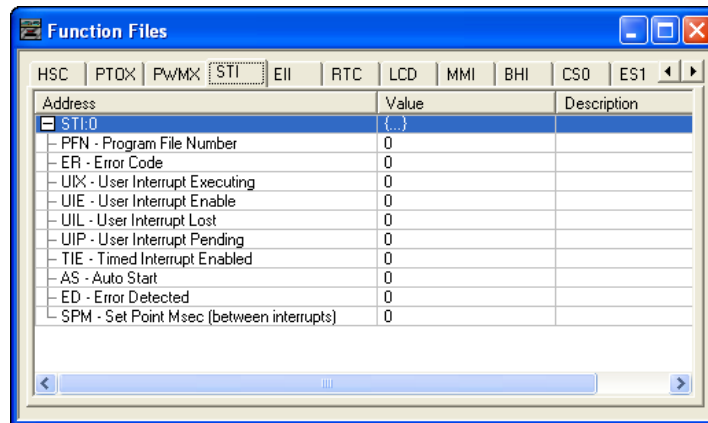 Function Files
HSC PTOX PWMX STI EII RTC LCD MMI BHI CS0 ES1
Address Value Description
STI:0 {...}
PFN - Program File Number 0
ER - Error Code 0
UIX - User Interrupt Executing 0
UIE - User Interrupt Enable 0
UIL - User Interrupt Lost 0
UIP - User Interrupt Pending 0
TIE - Timed Interrupt Enabled 0
AS - Auto Start 0
ED - Error Detected 0
SPM - Set Point Msec (between interrupts) 0